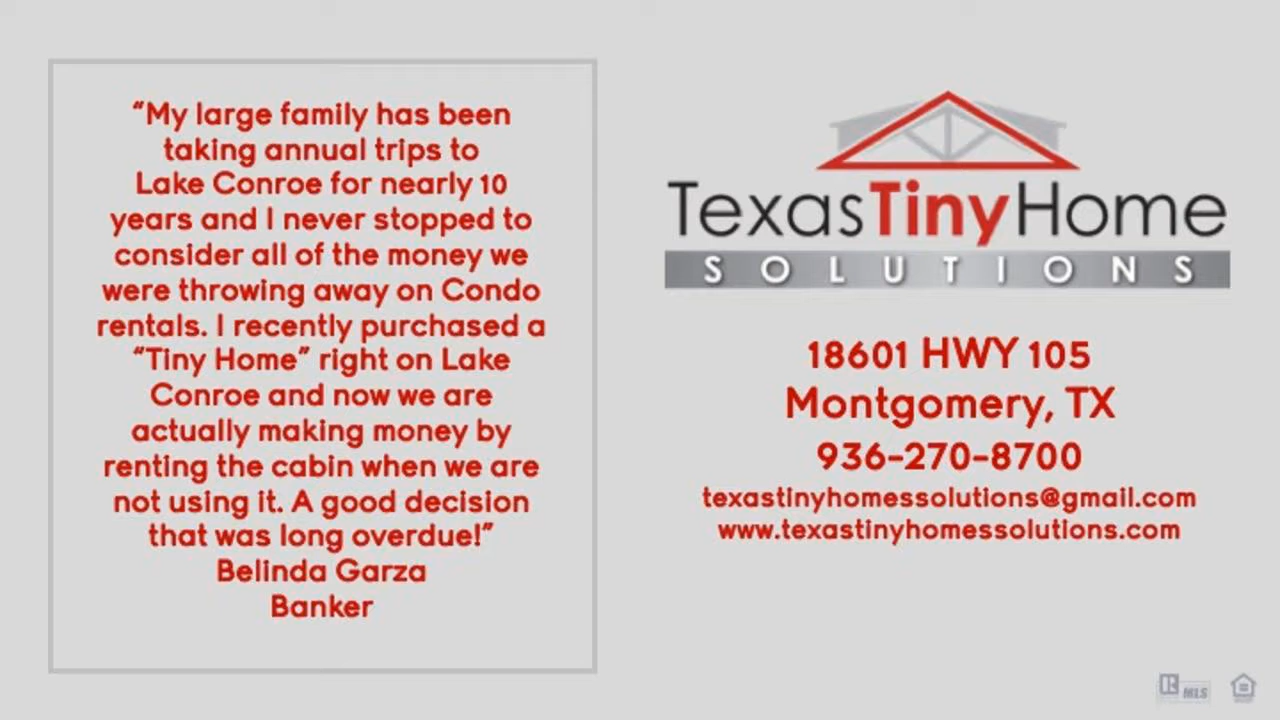 “My large family has been
taking annual trips to
Lake Conroe for nearly 10
years and I never stopped to
consider all of the money we
were throwing away on Condo
rentals. I recently purchased a
“Tiny Home” right on Lake
Conroe and now we are
actually making money by
renting the cabin when we are
not using it. A good decision
that was long overdue!”
Belinda Garza
Banker
TexasTinyHome
SOLUTIONS
18601 HWY 105
Montgomery, TX
936-270-8700
texastinyhomessolutions@gmail.com
www.texastinyhomessolutions.com
MLS